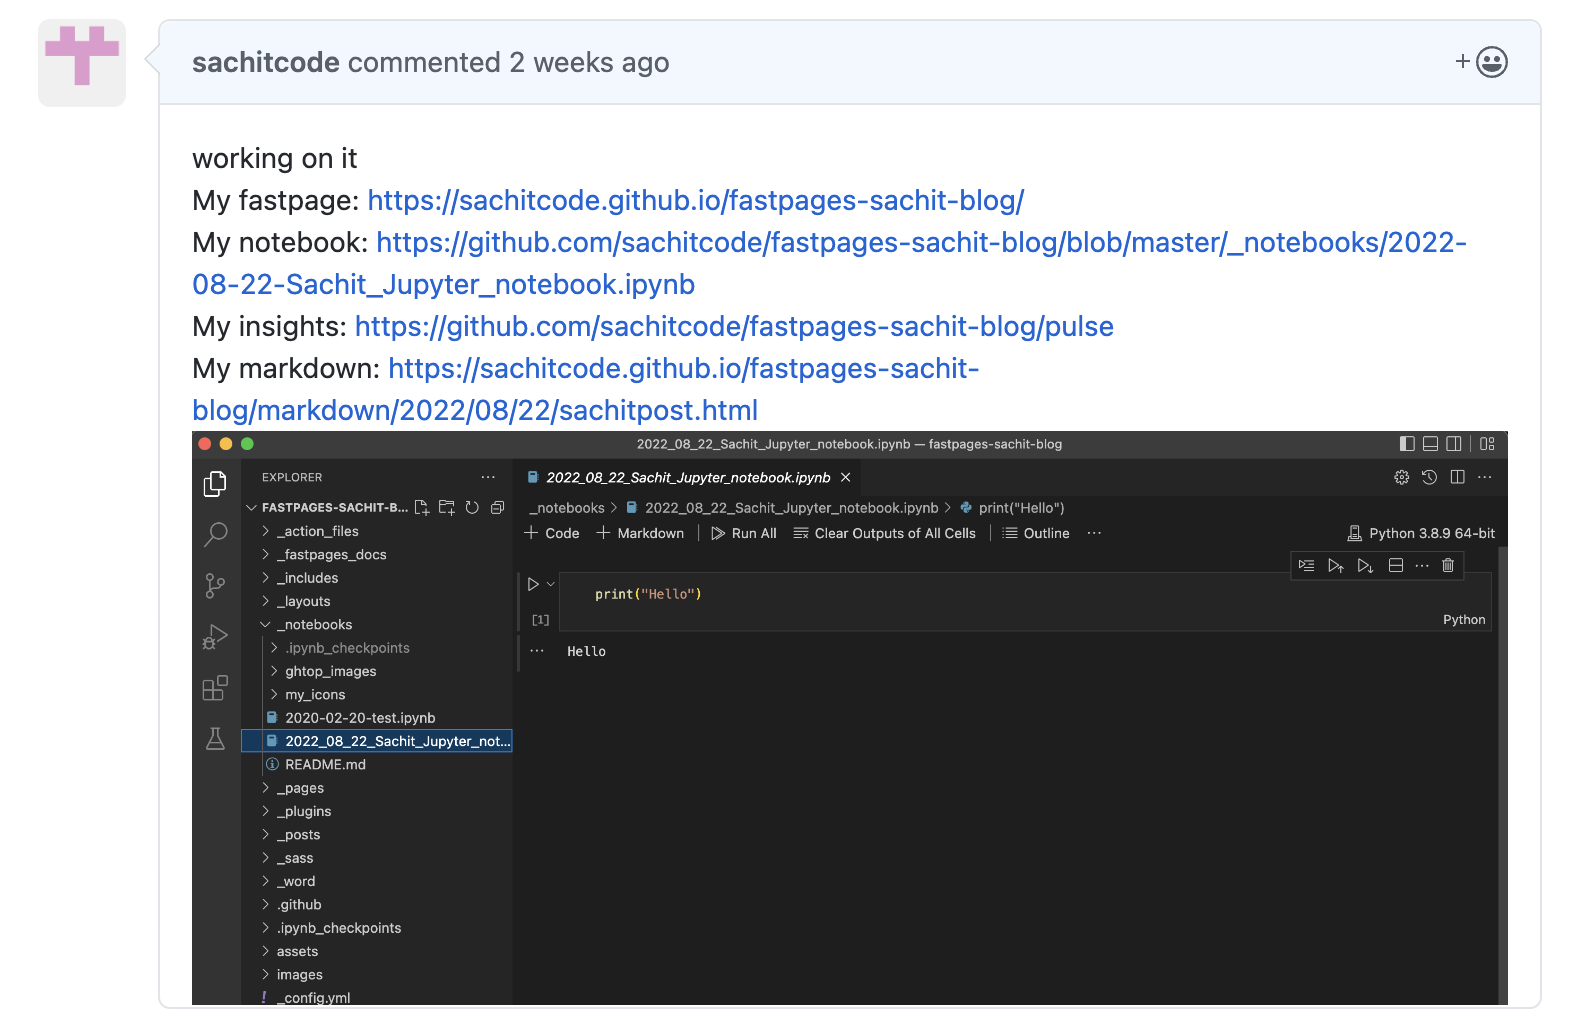 sachitcode commented 2 weeks ago
working on it
My fastpage: https://sachitcode.github.io/fastpages-sachit-blog/
My notebook: https://github.com/sachitcode/fastpages-sachit-blog/blob/master/_notebooks/2022-
08-22-Sachit_Jupyter_notebook.ipynb
My insights: https://github.com/sachitcode/fastpages-sachit-blog/pulse
My markdown: https://sachitcode.github.io/fastpages-sachit-
blog/markdown/2022/08/22/sachitpost.html
2022_08_22_Sachit_Jupyter_notebook.ipynb — fastpages-sachit-blog
EXPLORER
FASTPAGES-SACHIT-B...
_action_files
_fastpages_docs
_includes
_layouts
_notebooks
.ipynb_checkpoints
ghtop_images
my_icons
2020-02-20-test.ipynb
2022_08_22_Sachit_Jupyter_not...
README.md
_pages
_plugins
_posts
_sass
_word
.github
.ipynb_checkpoints
assets
images
! _config.yml
2022_08_22_Sachit_Jupyter_notebook.ipynb
_notebooks > 2022_08_22_Sachit_Jupyter_notebook.ipynb > print("Hello")
+ Code + Markdown Run All Clear Outputs of All Cells Outline ... Python 3.8.9 64-bit
print("Hello")
[1]
Python
... Hello